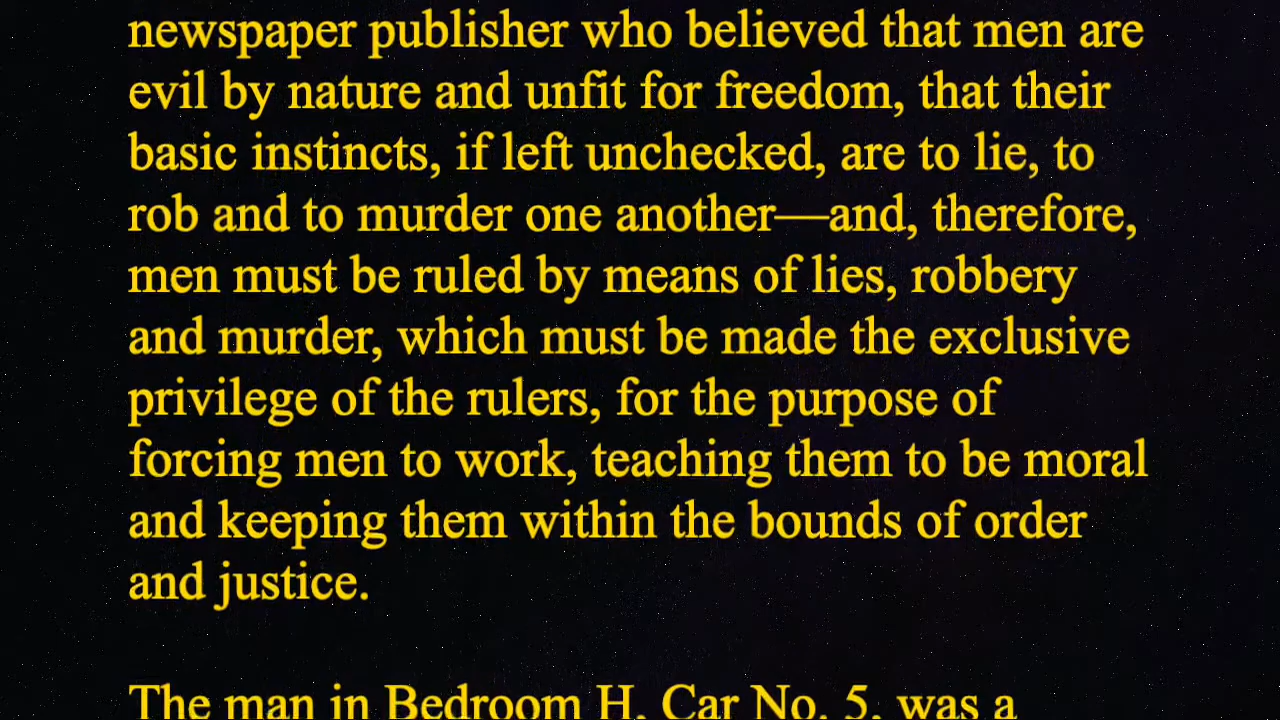 newspaper publisher who believed that men are
evil by nature and unfit for freedom, that their
basic instincts, if left unchecked, are to lie, to
rob and to murder one another—and, therefore,
men must be ruled by means of lies, robbery
and murder, which must be made the exclusive
privilege of the rulers, for the purpose of
forcing men to work, teaching them to be moral
and keeping them within the bounds of order
and justice.
The man in Bedroom H, Car No. 5, was a